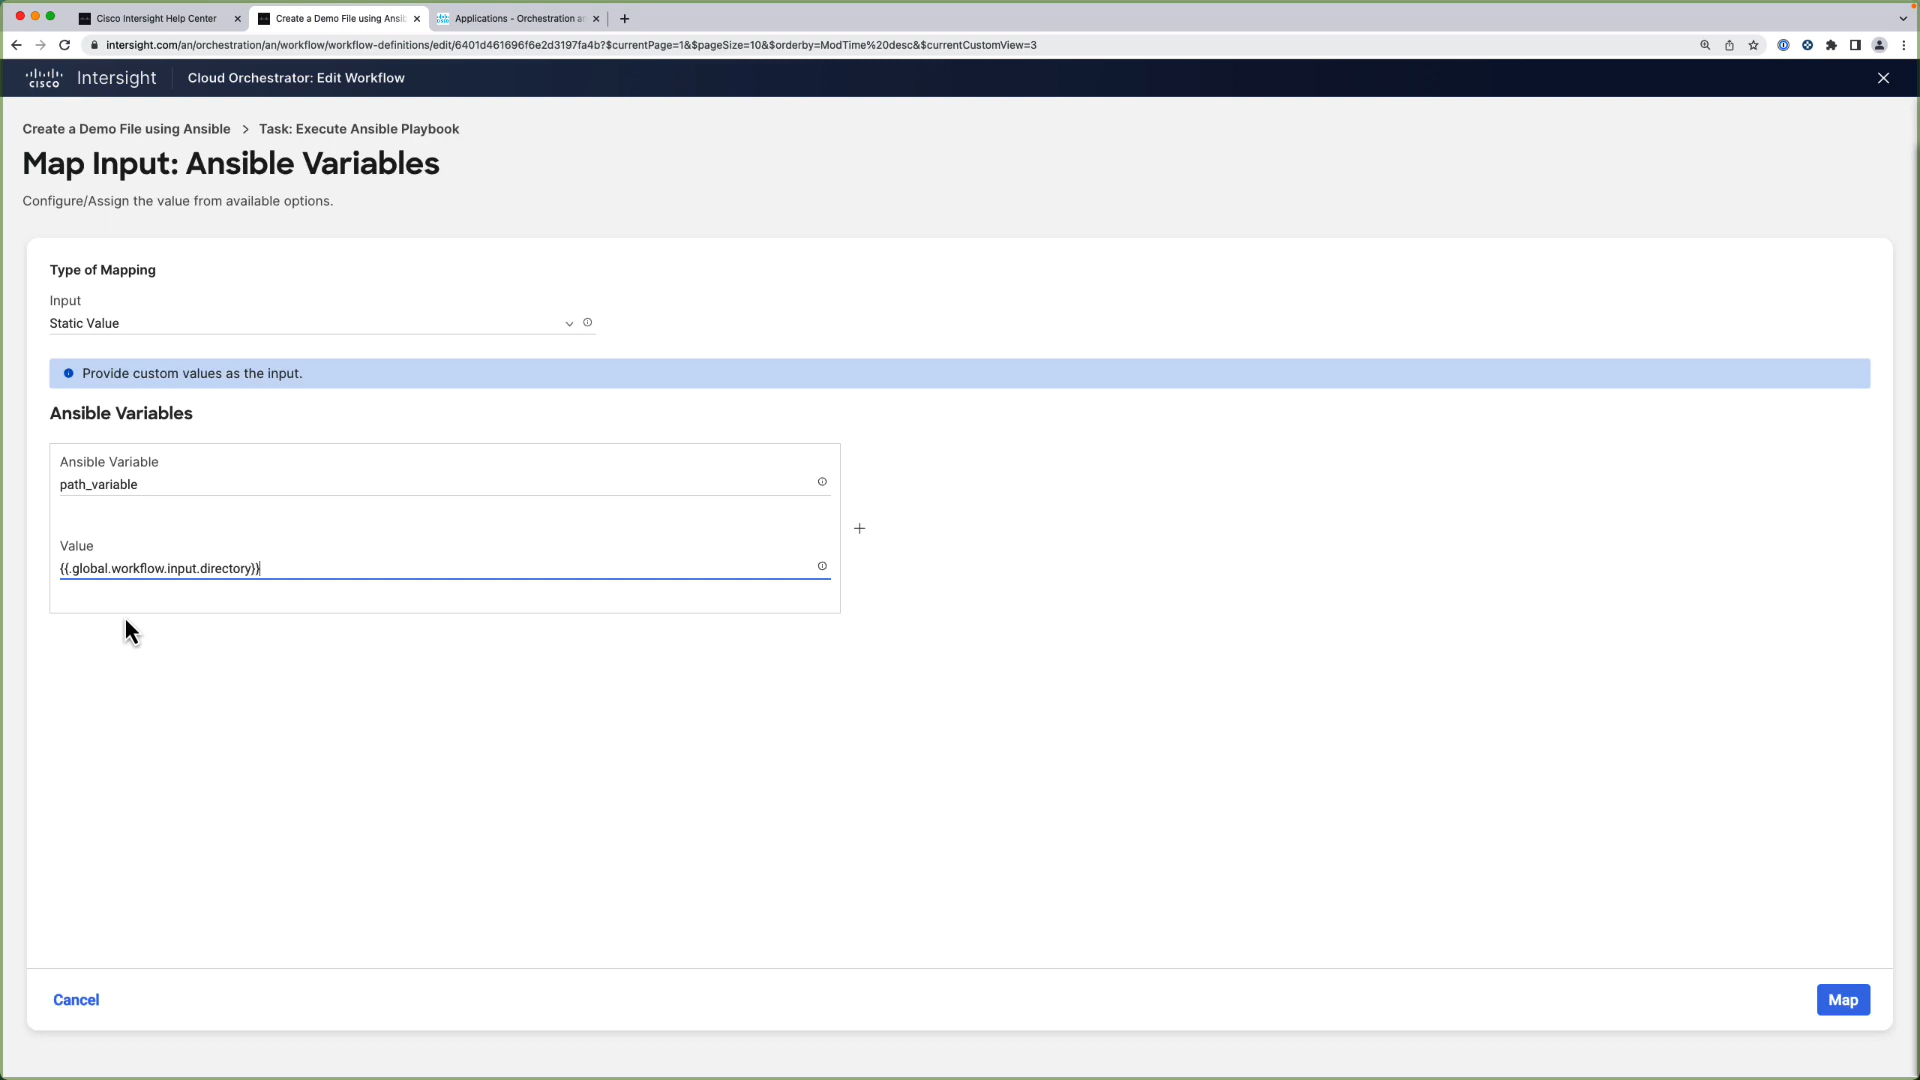 Cisco Intersight Help Center
Create a Demo File using Ansib
Applications - Orchestration ar
intersight.com/an/orchestration/an/workflow/workflow-definitions/edit/6401d461696f6e2d3197fa4b?$currentPage=1&$pageSize=10&$orderby=ModTime%20desc&$currentCustomView=3
CISCO Intersight
Cloud Orchestrator: Edit Workflow
Create a Demo File using Ansible > Task: Execute Ansible Playbook
Map Input: Ansible Variables
Configure/Assign the value from available options.
Type of Mapping
Input
Static Value
Provide custom values as the input.
Ansible Variables
Ansible Variable
path_variable
Value
{{.global.workflow.input.directory}}
Cancel
Map